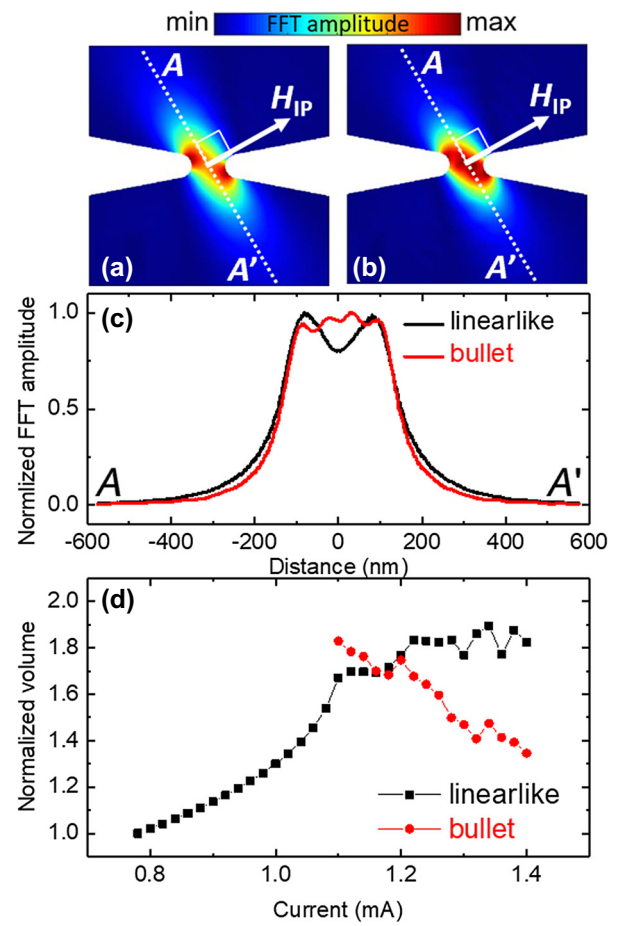 min FFT amplitude max
A HIP A' (a)
A HIP A' (b)
(c)
Normlized FFT amplitude
1.0
0.5
0.0
linearlike
bullet
A A'
-600 -400 -200 0 200 400 600
Distance (nm)
(d)
Normalized volume
2.0
1.8
1.6
1.4
1.2
1.0
linearlike
bullet
0.8 1.0 1.2 1.4
Current (mA)